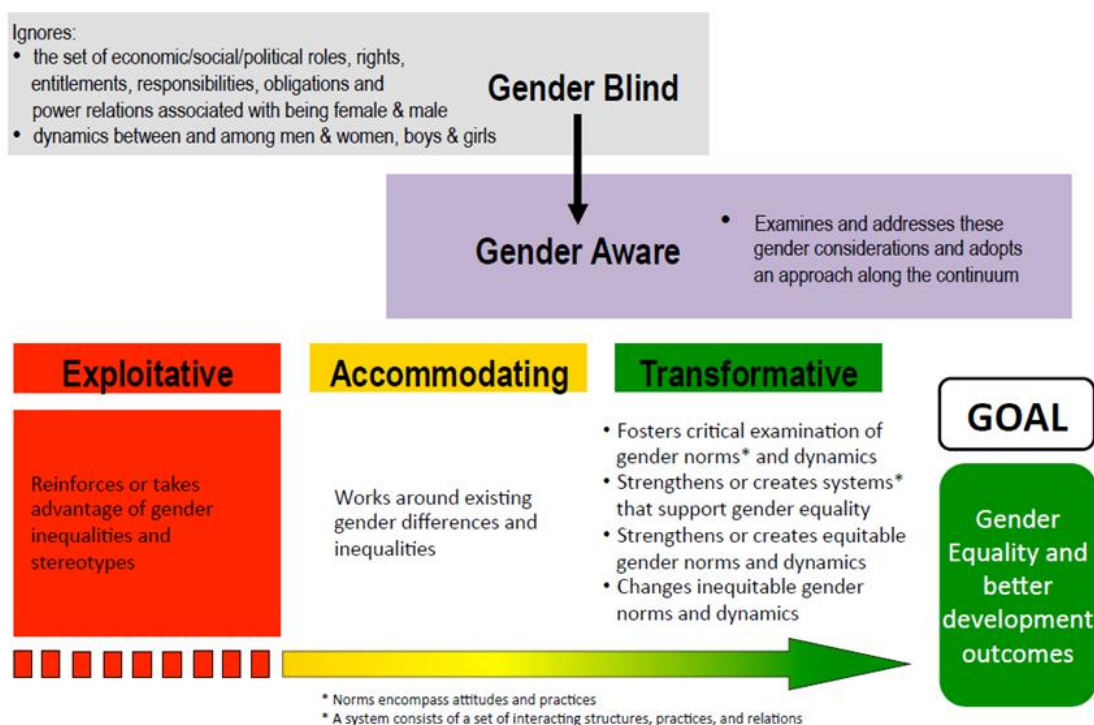 Ignores:
• the set of economic/social/political roles, rights,
entitlements, responsibilities, obligations and
power relations associated with being female & male
• dynamics between and among men & women, boys & girls
Gender Blind
Gender Aware
• Examines and addresses these
gender considerations and adopts
an approach along the continuum
Exploitative
Reinforces or takes
advantage of gender
inequalities and
stereotypes
Accommodating
Works around existing
gender differences and
inequalities
Transformative
• Fosters critical examination of
gender norms* and dynamics
• Strengthens or creates systems*
that support gender equality
• Strengthens or creates equitable
gender norms and dynamics
• Changes inequitable gender
norms and dynamics
GOAL
Gender
Equality and
better
development
outcomes
* Norms encompass attitudes and practices
* A system consists of a set of interacting structures, practices, and relations